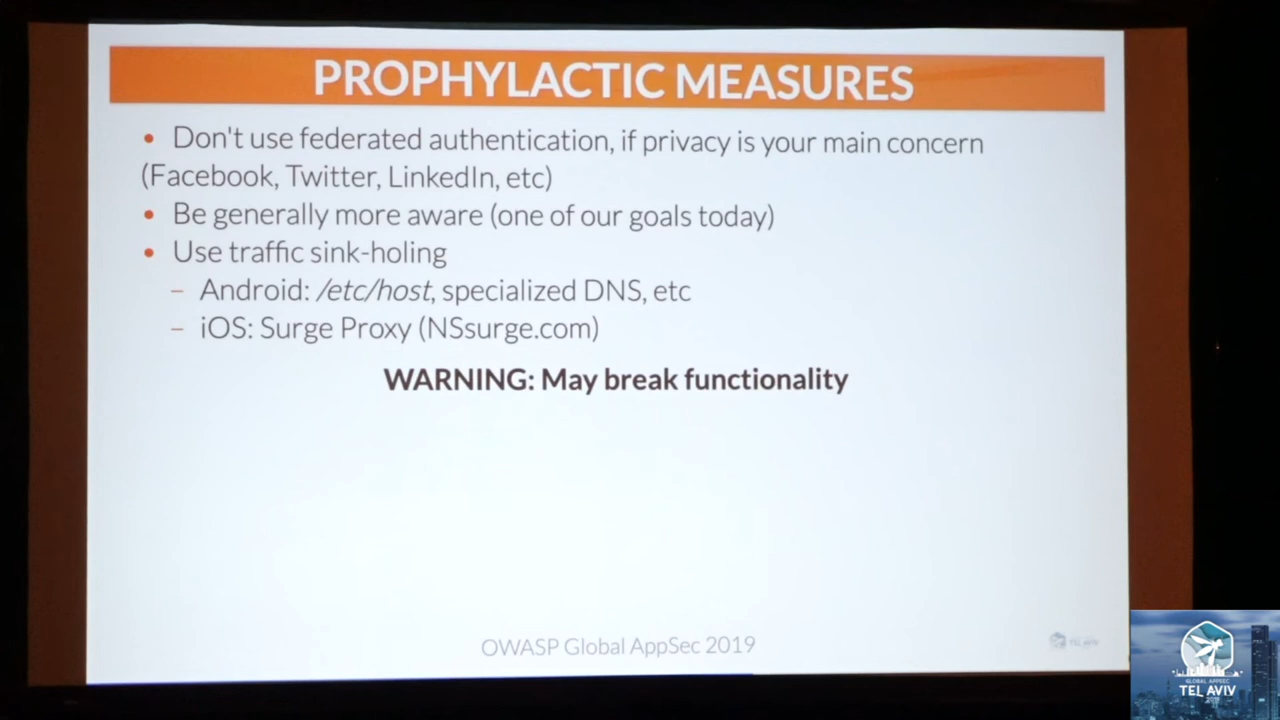 PROPHYLACTIC MEASURES
• Don't use federated authentication, if privacy is your main concern
(Facebook, Twitter, LinkedIn, etc)
• Be generally more aware (one of our goals today)
• Use traffic sink-holing
– Android: /etc/host, specialized DNS, etc
– iOS: Surge Proxy (NSsurge.com)
WARNING: May break functionality
OWASP Global AppSec 2019
TEL AVIV
GLOBAL APPSEC
TEL AVIV
2019